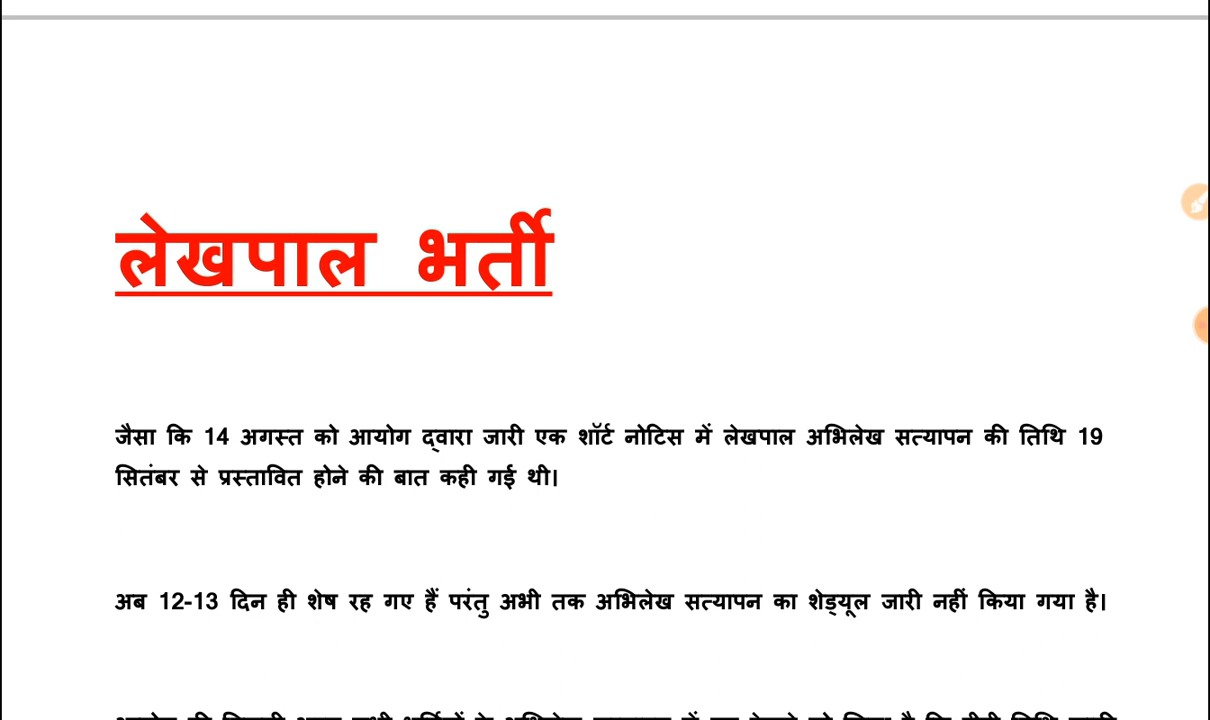 लेखपाल भर्ती
जैसा कि 14 अगस्त को आयोग द्वारा जारी एक शॉर्ट नोटिस में लेखपाल अभिलेख सत्यापन की तिथि 19
सितंबर से प्रस्तावित होने की बात कही गई थी।
अब 12-13 दिन ही शेष रह गए हैं परंतु अभी तक अभिलेख सत्यापन का शेड्यूल जारी नहीं किया गया है।